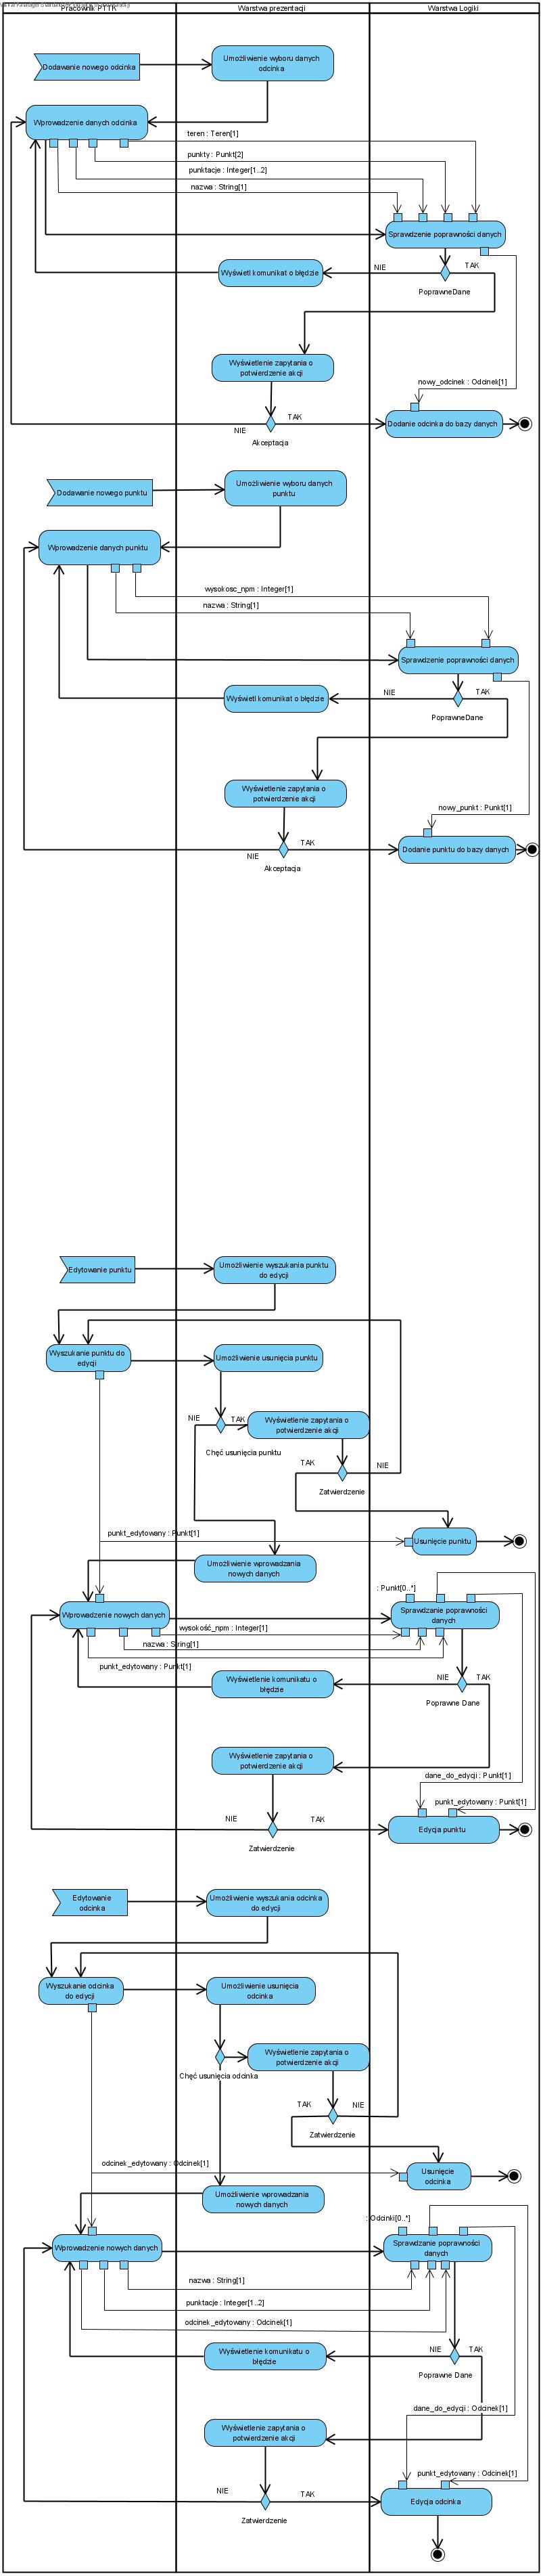 Pracownik PTTK
Warstwa prezentacji
Warstwa Logiki
Dodawanie nowego odcinka
Umożliwienie wyboru danych
odcinka
Wprowadzenie danych odcinka
teren : Teren[1]
punkty : Punkt[2]
punktacje : Integer[1..2]
nazwa : String[1]
Sprawdzenie poprawności danych
Wyświetl komunikat o błędzie
NIE
TAK
PoprawneDane
Wyświetlenie zapytania o
potwierdzenie akcji
nowy_odcinek : Odcinek[1]
TAK
NIE
Dodanie odcinka do bazy danych
Akceptacja
Dodawanie nowego punktu
Umożliwienie wyboru danych
punktu
Wprowadzenie danych punktu
wysokosc_npm : Integer[1]
nazwa : String[1]
Sprawdzenie poprawności danych
Wyświetl komunikat o błędzie
NIE
TAK
PoprawneDane
Wyświetlenie zapytania o
potwierdzenie akcji
nowy_punkt : Punkt[1]
TAK
NIE
Dodanie punktu do bazy danych
Akceptacja
Edytowanie punktu
Umożliwienie wyszukania punktu
do edycji
Wyszukanie punktu do
edycji
Umożliwienie usunięcia punktu
NIE
TAK
Wyświetlenie zapytania o
potwierdzenie akcji
Chęć usunięcia punktu
TAK
NIE
Zatwierdzenie
punkt_edytowany : Punkt[1]
Usunięcie punktu
Umożliwienie wprowadzania
nowych danych
: Punkt[0..*]
Wprowadzenie nowych danych
Sprawdzanie poprawności
danych
wysokość_npm : Integer[1]
nazwa : String[1]
punkt_edytowany : Punkt[1]
Wyświetlenie komunikatu o
błędzie
NIE
TAK
Poprawne Dane
Wyświetlenie zapytania o
potwierdzenie akcji
dane_do_edycji : Punkt[1]
punkt_edytowany : Punkt[1]
NIE
TAK
Edycja punktu
Zatwierdzenie
Edytowanie
odcinka
Umożliwienie wyszukania odcinka
do edycji
Wyszukanie odcinka
do edycji
Umożliwienie usunięcia
odcinka
Wyświetlenie zapytania o
potwierdzenie akcji
Chęć usunięcia odcinka
TAK
NIE
Zatwierdzenie
odcinek_edytowany : Odcinek[1]
Usunięcie
odcinek
Umożliwienie wprowadzania
nowych danych
: Odcinki[0..*]
Wprowadzenie nowych danych
Sprawdzanie poprawności
danych
nazwa : String[1]
punktacje : Integer[1..2]
odcinek_edytowany : Odcinek[1]
Wyświetlenie komunikatu o
błędzie
NIE
TAK
Poprawne Dane
dane_do_edycji : Odcinek[1]
Wyświetlenie zapytania o
potwierdzenie akcji
punkt_edytowany : Odcinek[1]
NIE
TAK
Edycja odcinka
Zatwierdzenie